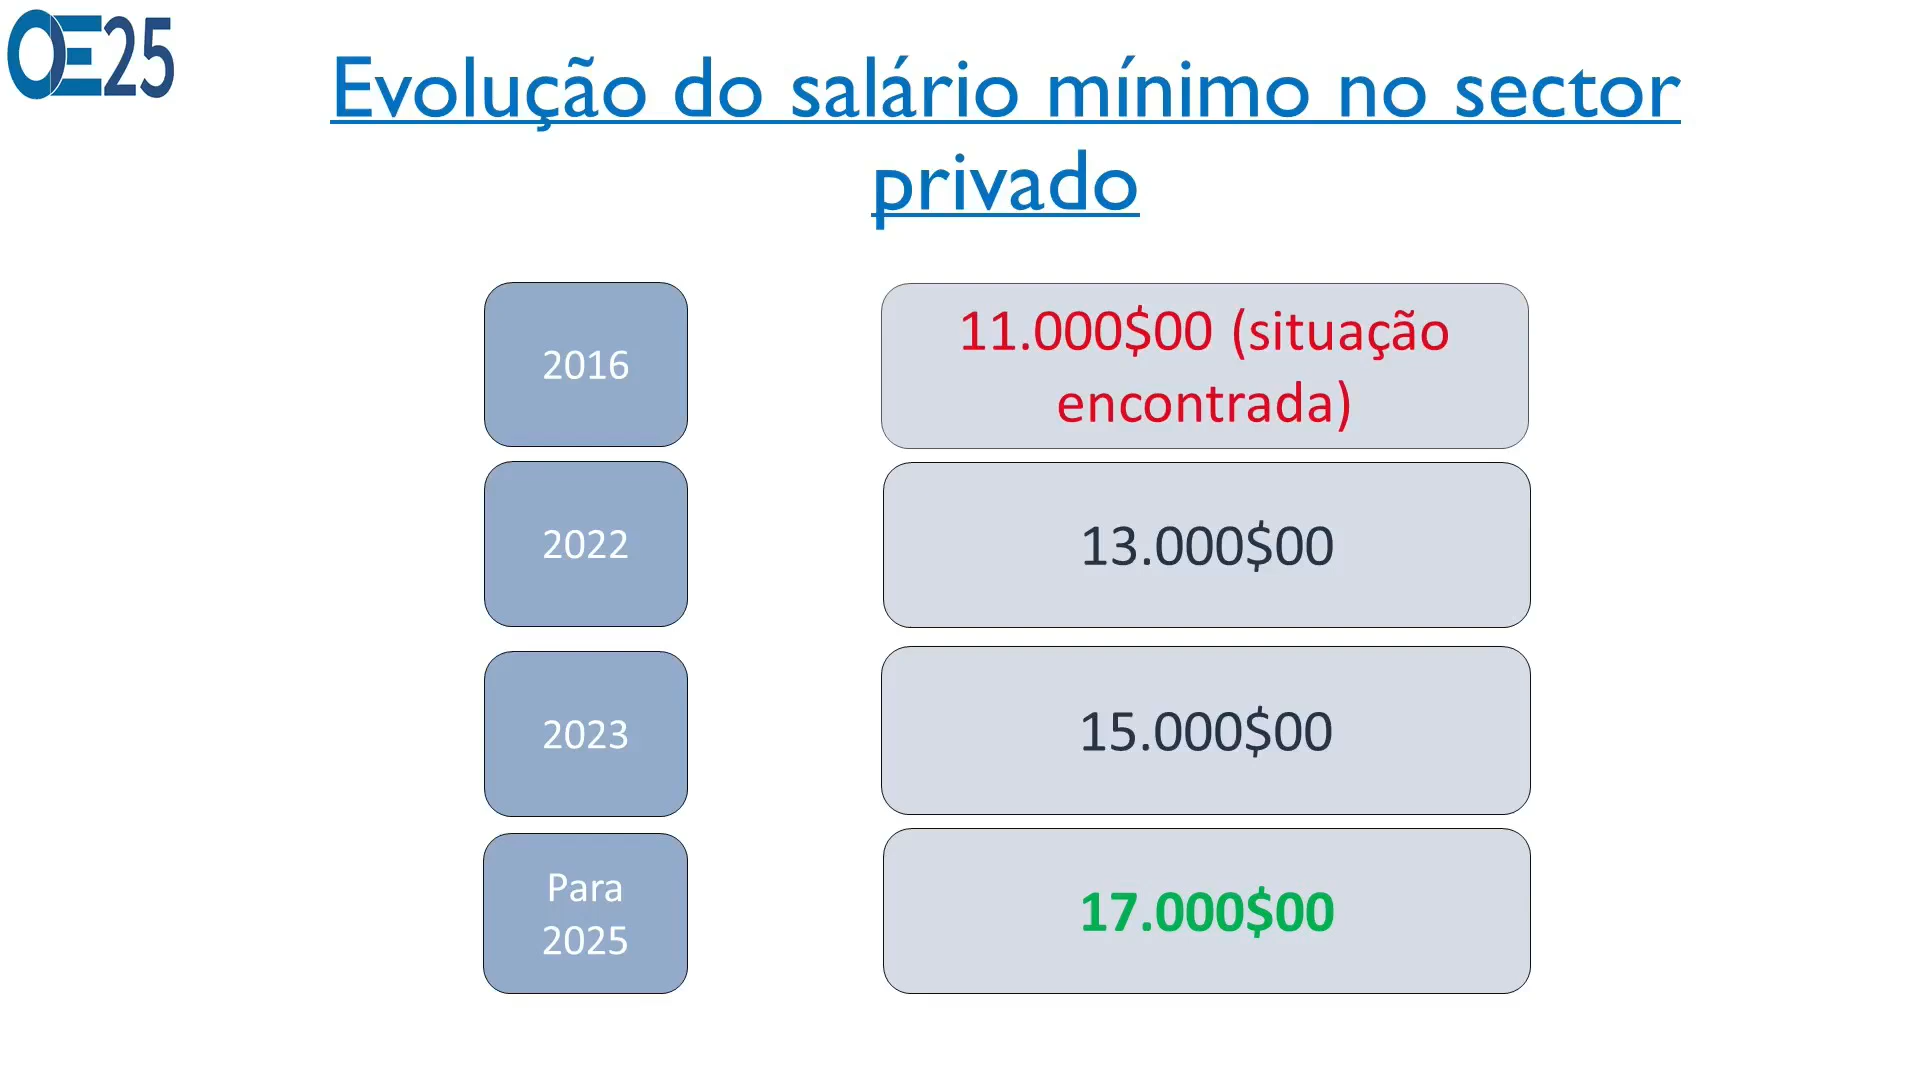 OE25
Evolução do salário mínimo no sector
privado
2016
11.000$00 (situação
encontrada)
2022
13.000$00
2023
15.000$00
Para
2025
17.000$00